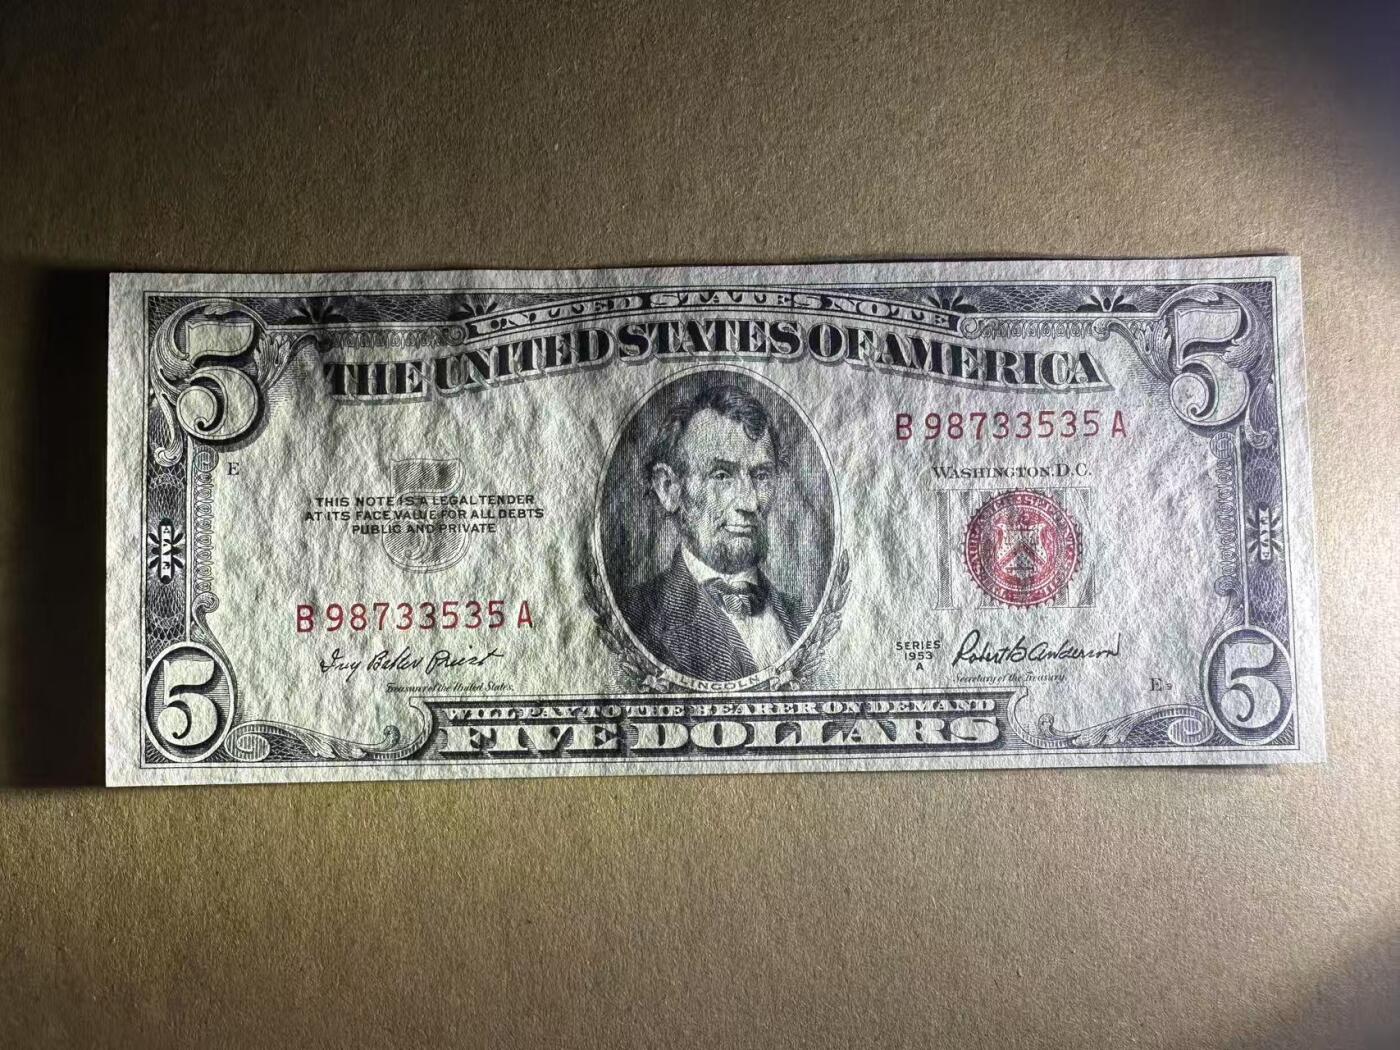 UNITED STATES NOTE
THE UNITED STATES OF AMERICA
5
5
B 98733535 A
WASHINGTON, D.C.
E
5
THIS NOTE IS A LEGAL TENDER
AT ITS FACE VALUE FOR ALL DEBTS
PUBLIC AND PRIVATE
FIVE
FIVE
B 98733535 A
Ivy Baker Priest
Treasurer of the United States.
SERIES
1953
A
Robert B Anderson
Secretary of the Treasury.
LINCOLN
E 9
5
5
WILL PAY TO THE BEARER ON DEMAND
FIVE DOLLARS